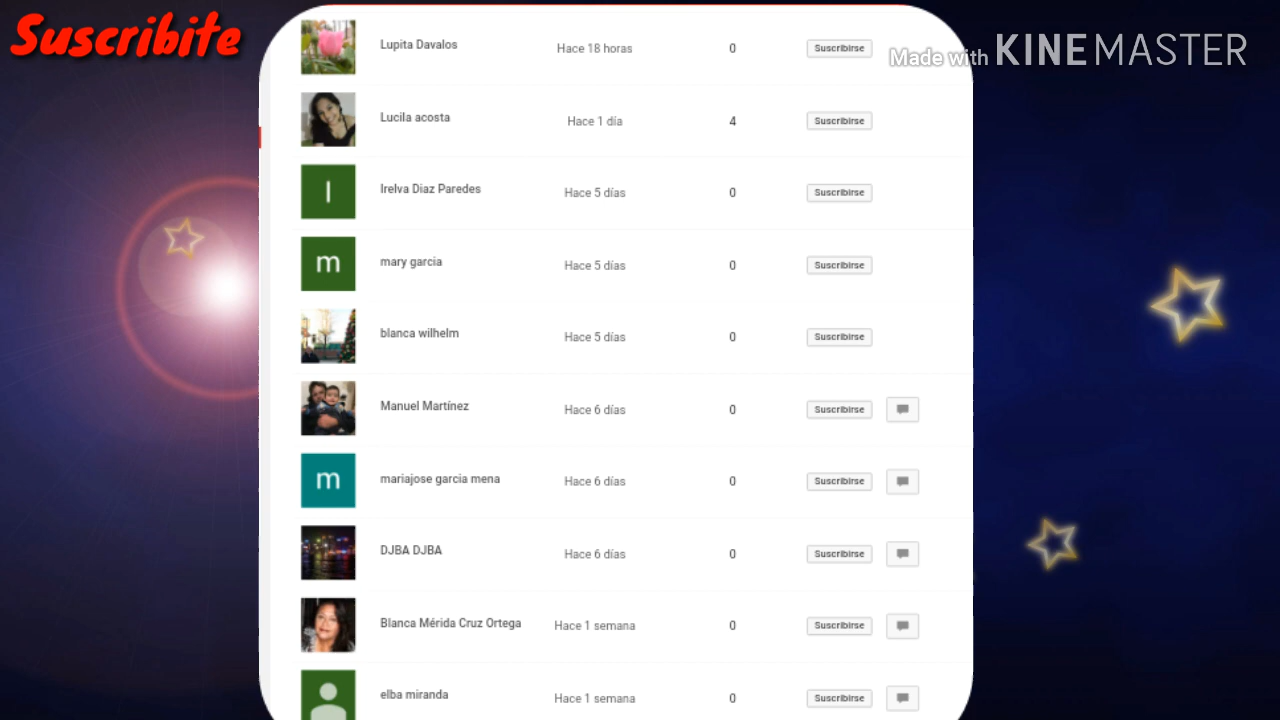 Suscribite
Made with KINEMASTER
Lupita Davalos Hace 18 horas 0 Suscribirse
Lucila acosta Hace 1 día 4 Suscribirse
I Irelva Diaz Paredes Hace 5 días 0 Suscribirse
m mary garcia Hace 5 días 0 Suscribirse
blanca wilhelm Hace 5 días 0 Suscribirse
Manuel Martínez Hace 6 días 0 Suscribirse
m mariajose garcia mena Hace 6 días 0 Suscribirse
DJBA DJBA Hace 6 días 0 Suscribirse
Blanca Mérida Cruz Ortega Hace 1 semana 0 Suscribirse
elba miranda Hace 1 semana 0 Suscribirse